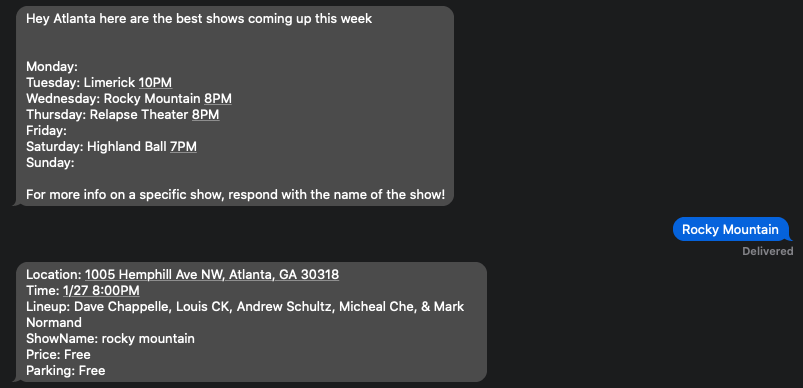 Hey Atlanta here are the best shows coming up this week
Monday:
Tuesday: Limerick 10PM
Wednesday: Rocky Mountain 8PM
Thursday: Relapse Theater 8PM
Friday:
Saturday: Highland Ball 7PM
Sunday:
For more info on a specific show, respond with the name of the show!
Rocky Mountain
Delivered
Location: 1005 Hemphill Ave NW, Atlanta, GA 30318
Time: 1/27 8:00PM
Lineup: Dave Chappelle, Louis CK, Andrew Schultz, Micheal Che, & Mark
Normand
ShowName: rocky mountain
Price: Free
Parking: Free